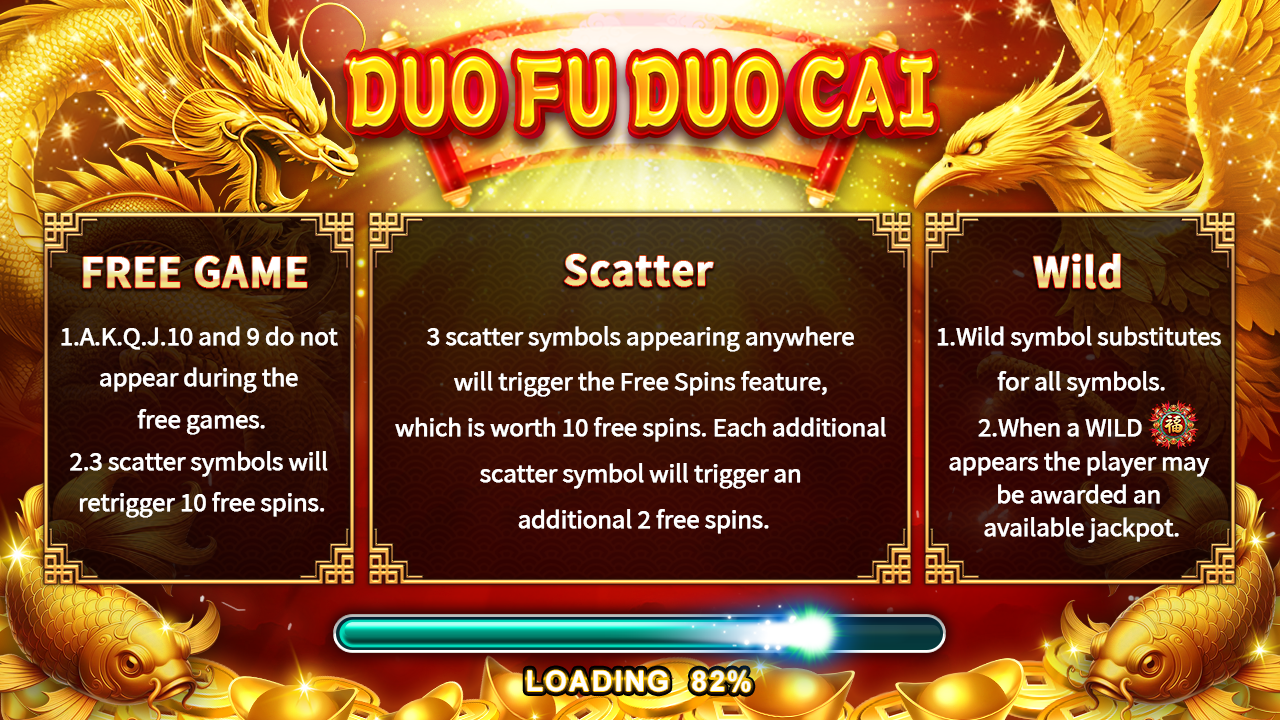 DUO FU DUO CAI
FREE GAME
1.A.K.Q.J.10 and 9 do not
appear during the
free games.
2.3 scatter symbols will
retrigger 10 free spins.
Scatter
3 scatter symbols appearing anywhere
will trigger the Free Spins feature,
which is worth 10 free spins. Each additional
scatter symbol will trigger an
additional 2 free spins.
Wild
1.Wild symbol substitutes
for all symbols.
2.When a WILD 福
appears the player may
be awarded an
available jackpot.
LOADING 82%